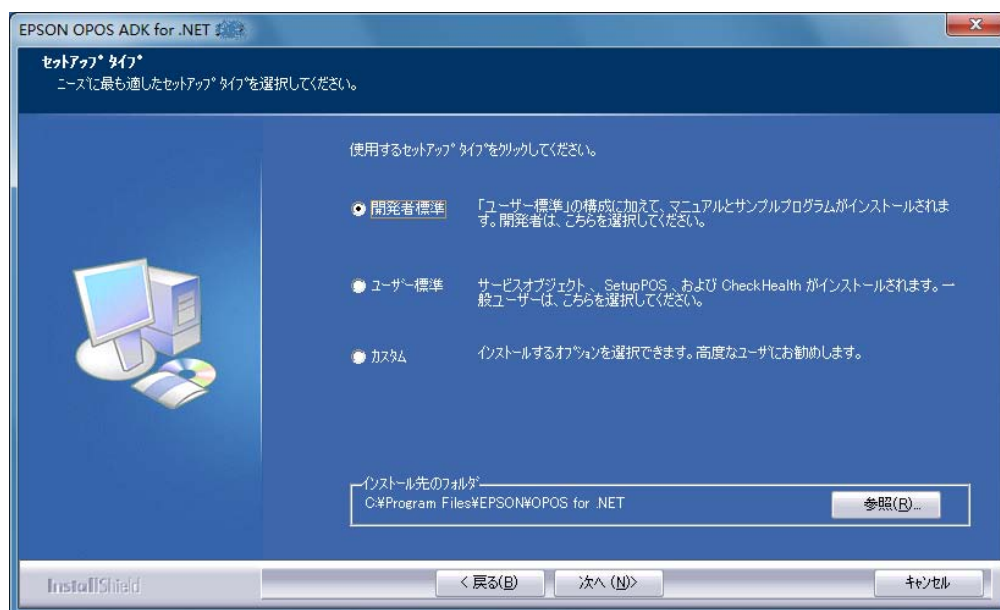 EPSON OPOS ADK for .NET
セットアップ タイプ
ニーズに最も適したセットアップ タイプを選択してください。
使用するセットアップ タイプをクリックしてください。
開発者標準
「ユーザー標準」の構成に加えて、マニュアルとサンプルプログラムがインストールされま
す。開発者は、こちらを選択してください。
ユーザー標準
サービスオブジェクト 、 SetupPOS 、 および CheckHealth がインストールされます。一
般ユーザーは、こちらを選択してください。
カスタム
インストールするオプションを選択できます。高度なユーザにお勧めします。
インストール先のフォルダ
C:¥Program Files¥EPSON¥OPOS for .NET
参照(R)...
InstallShield
< 戻る(B)
次へ (N)>
キャンセル